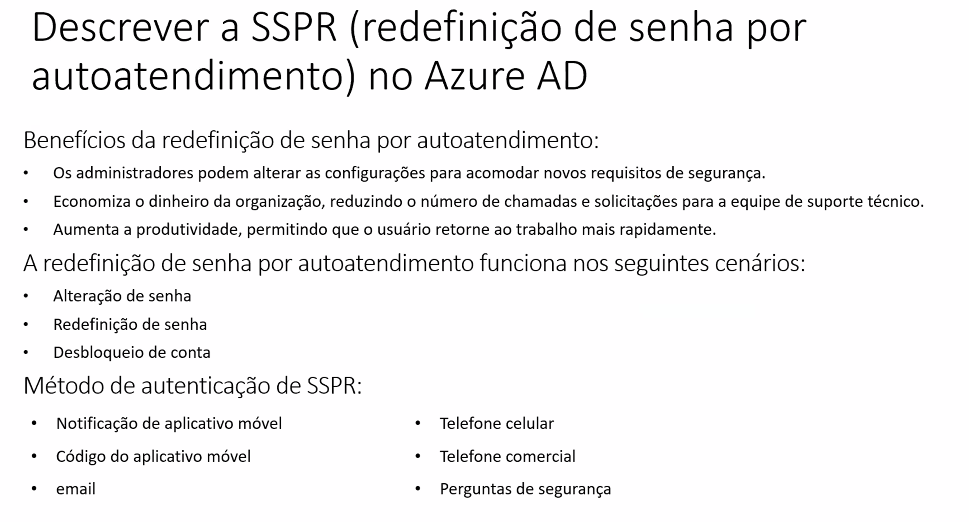 Descrever a SSPR (redefinição de senha por
autoatendimento) no Azure AD
Benefícios da redefinição de senha por autoatendimento:
• Os administradores podem alterar as configurações para acomodar novos requisitos de segurança.
• Economiza o dinheiro da organização, reduzindo o número de chamadas e solicitações para a equipe de suporte técnico.
• Aumenta a produtividade, permitindo que o usuário retorne ao trabalho mais rapidamente.
A redefinição de senha por autoatendimento funciona nos seguintes cenários:
• Alteração de senha
• Redefinição de senha
• Desbloqueio de conta
Método de autenticação de SSPR:
• Notificação de aplicativo móvel
• Código do aplicativo móvel
• email
• Telefone celular
• Telefone comercial
• Perguntas de segurança